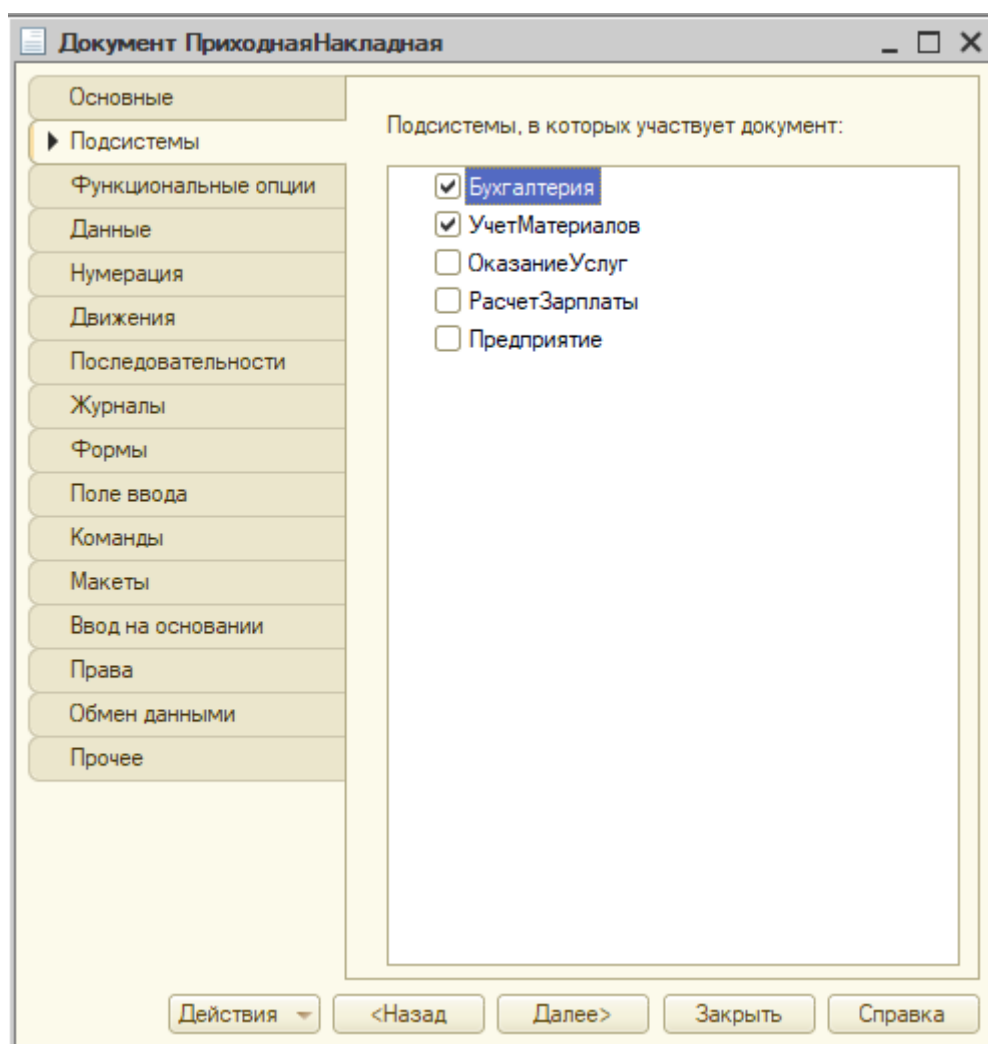 Документ ПриходнаяНакладная
Основные
Подсистемы
Функциональные опции
Данные
Нумерация
Движения
Последовательности
Журналы
Формы
Поле ввода
Команды
Макеты
Ввод на основании
Права
Обмен данными
Прочее
Подсистемы, в которых участвует документ:
Бухгалтерия
УчетМатериалов
ОказаниеУслуг
РасчетЗарплаты
Предприятие
Действия
<Назад
Далее>
Закрыть
Справка